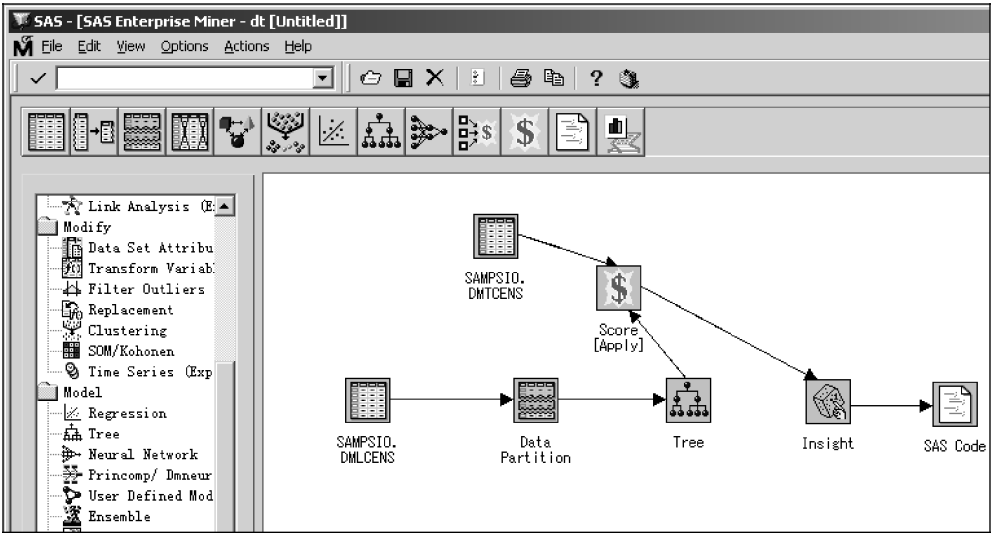 SAS - [SAS Enterprise Miner - dt [Untitled]]
File Edit View Options Actions Help
Link Analysis (E:
Modify
Data Set Attribu
Transform Variabl
Filter Outliers
Replacement
Clustering
SOM/Kohonen
Time Series (Exp
Model
Regression
Tree
Neural Network
Princomp/ Dmneur
User Defined Mod
Ensemble
SAMPSIO.
DMTCENS
Score
[Apply]
SAMPSIO.
DMLCENS
Data
Partition
Tree
Insight
SAS Code